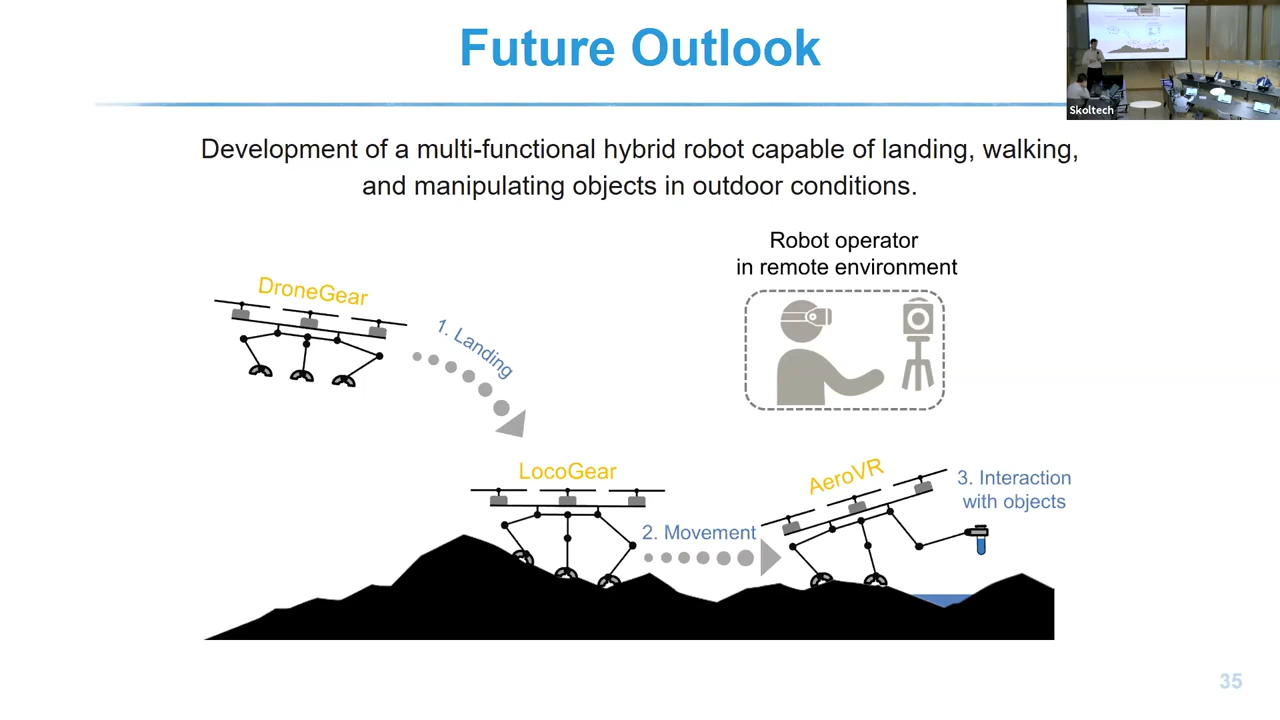 Future Outlook
Skoltech
Development of a multi-functional hybrid robot capable of landing, walking,
and manipulating objects in outdoor conditions.
Robot operator
in remote environment
DroneGear
1. Landing
LocoGear
AeroVR
3. Interaction
with objects
2. Movement
35